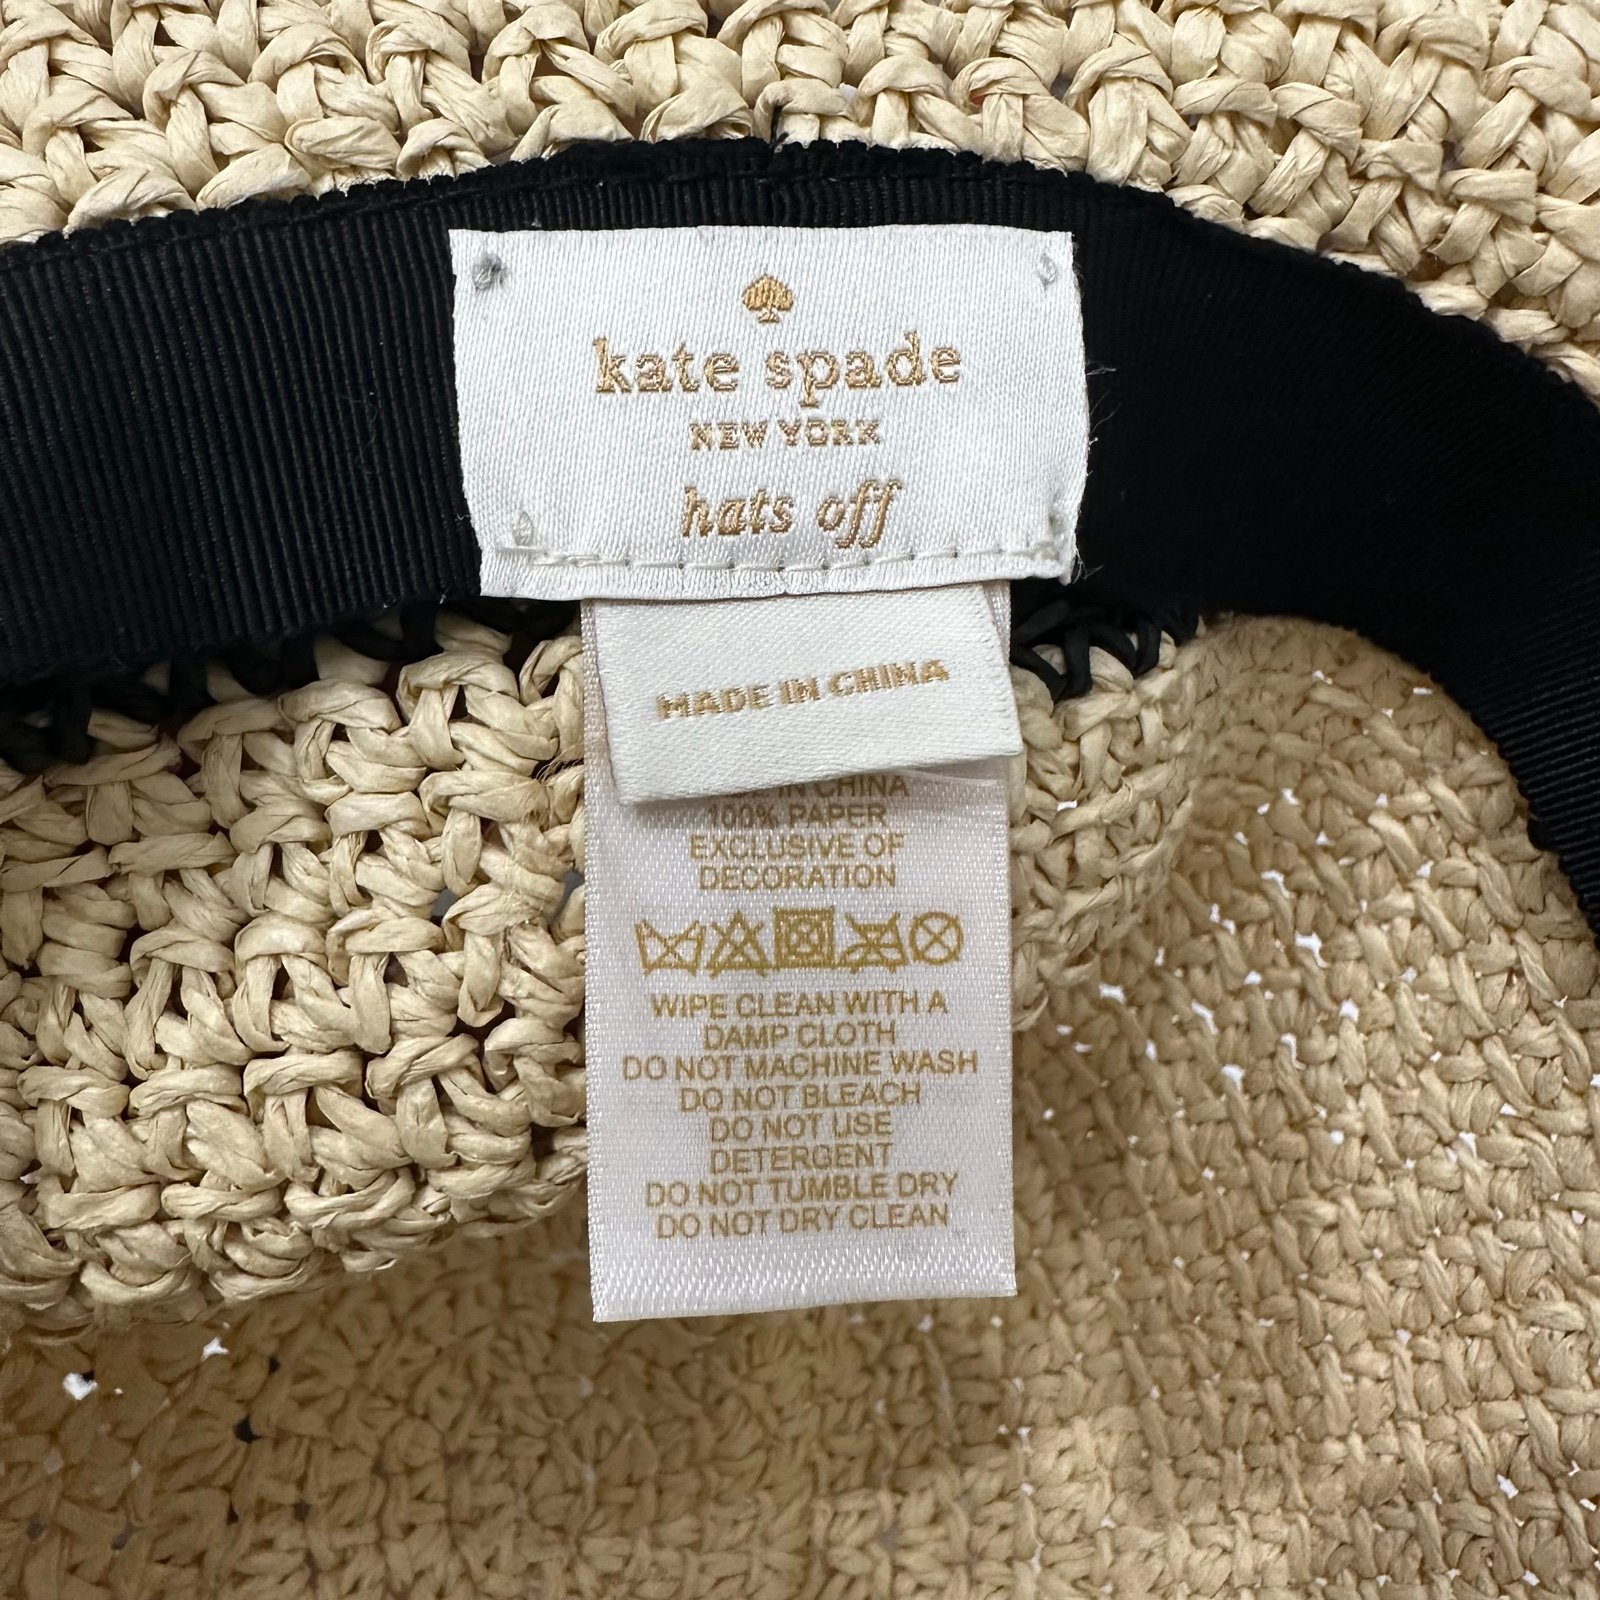 kate spade
NEW YORK
hats off
MADE IN CHINA
IN CHINA
100% PAPER
EXCLUSIVE OF
DECORATION
WIPE CLEAN WITH A
DAMP CLOTH
DO NOT MACHINE WASH
DO NOT BLEACH
DO NOT USE
DETERGENT
DO NOT TUMBLE DRY
DO NOT DRY CLEAN